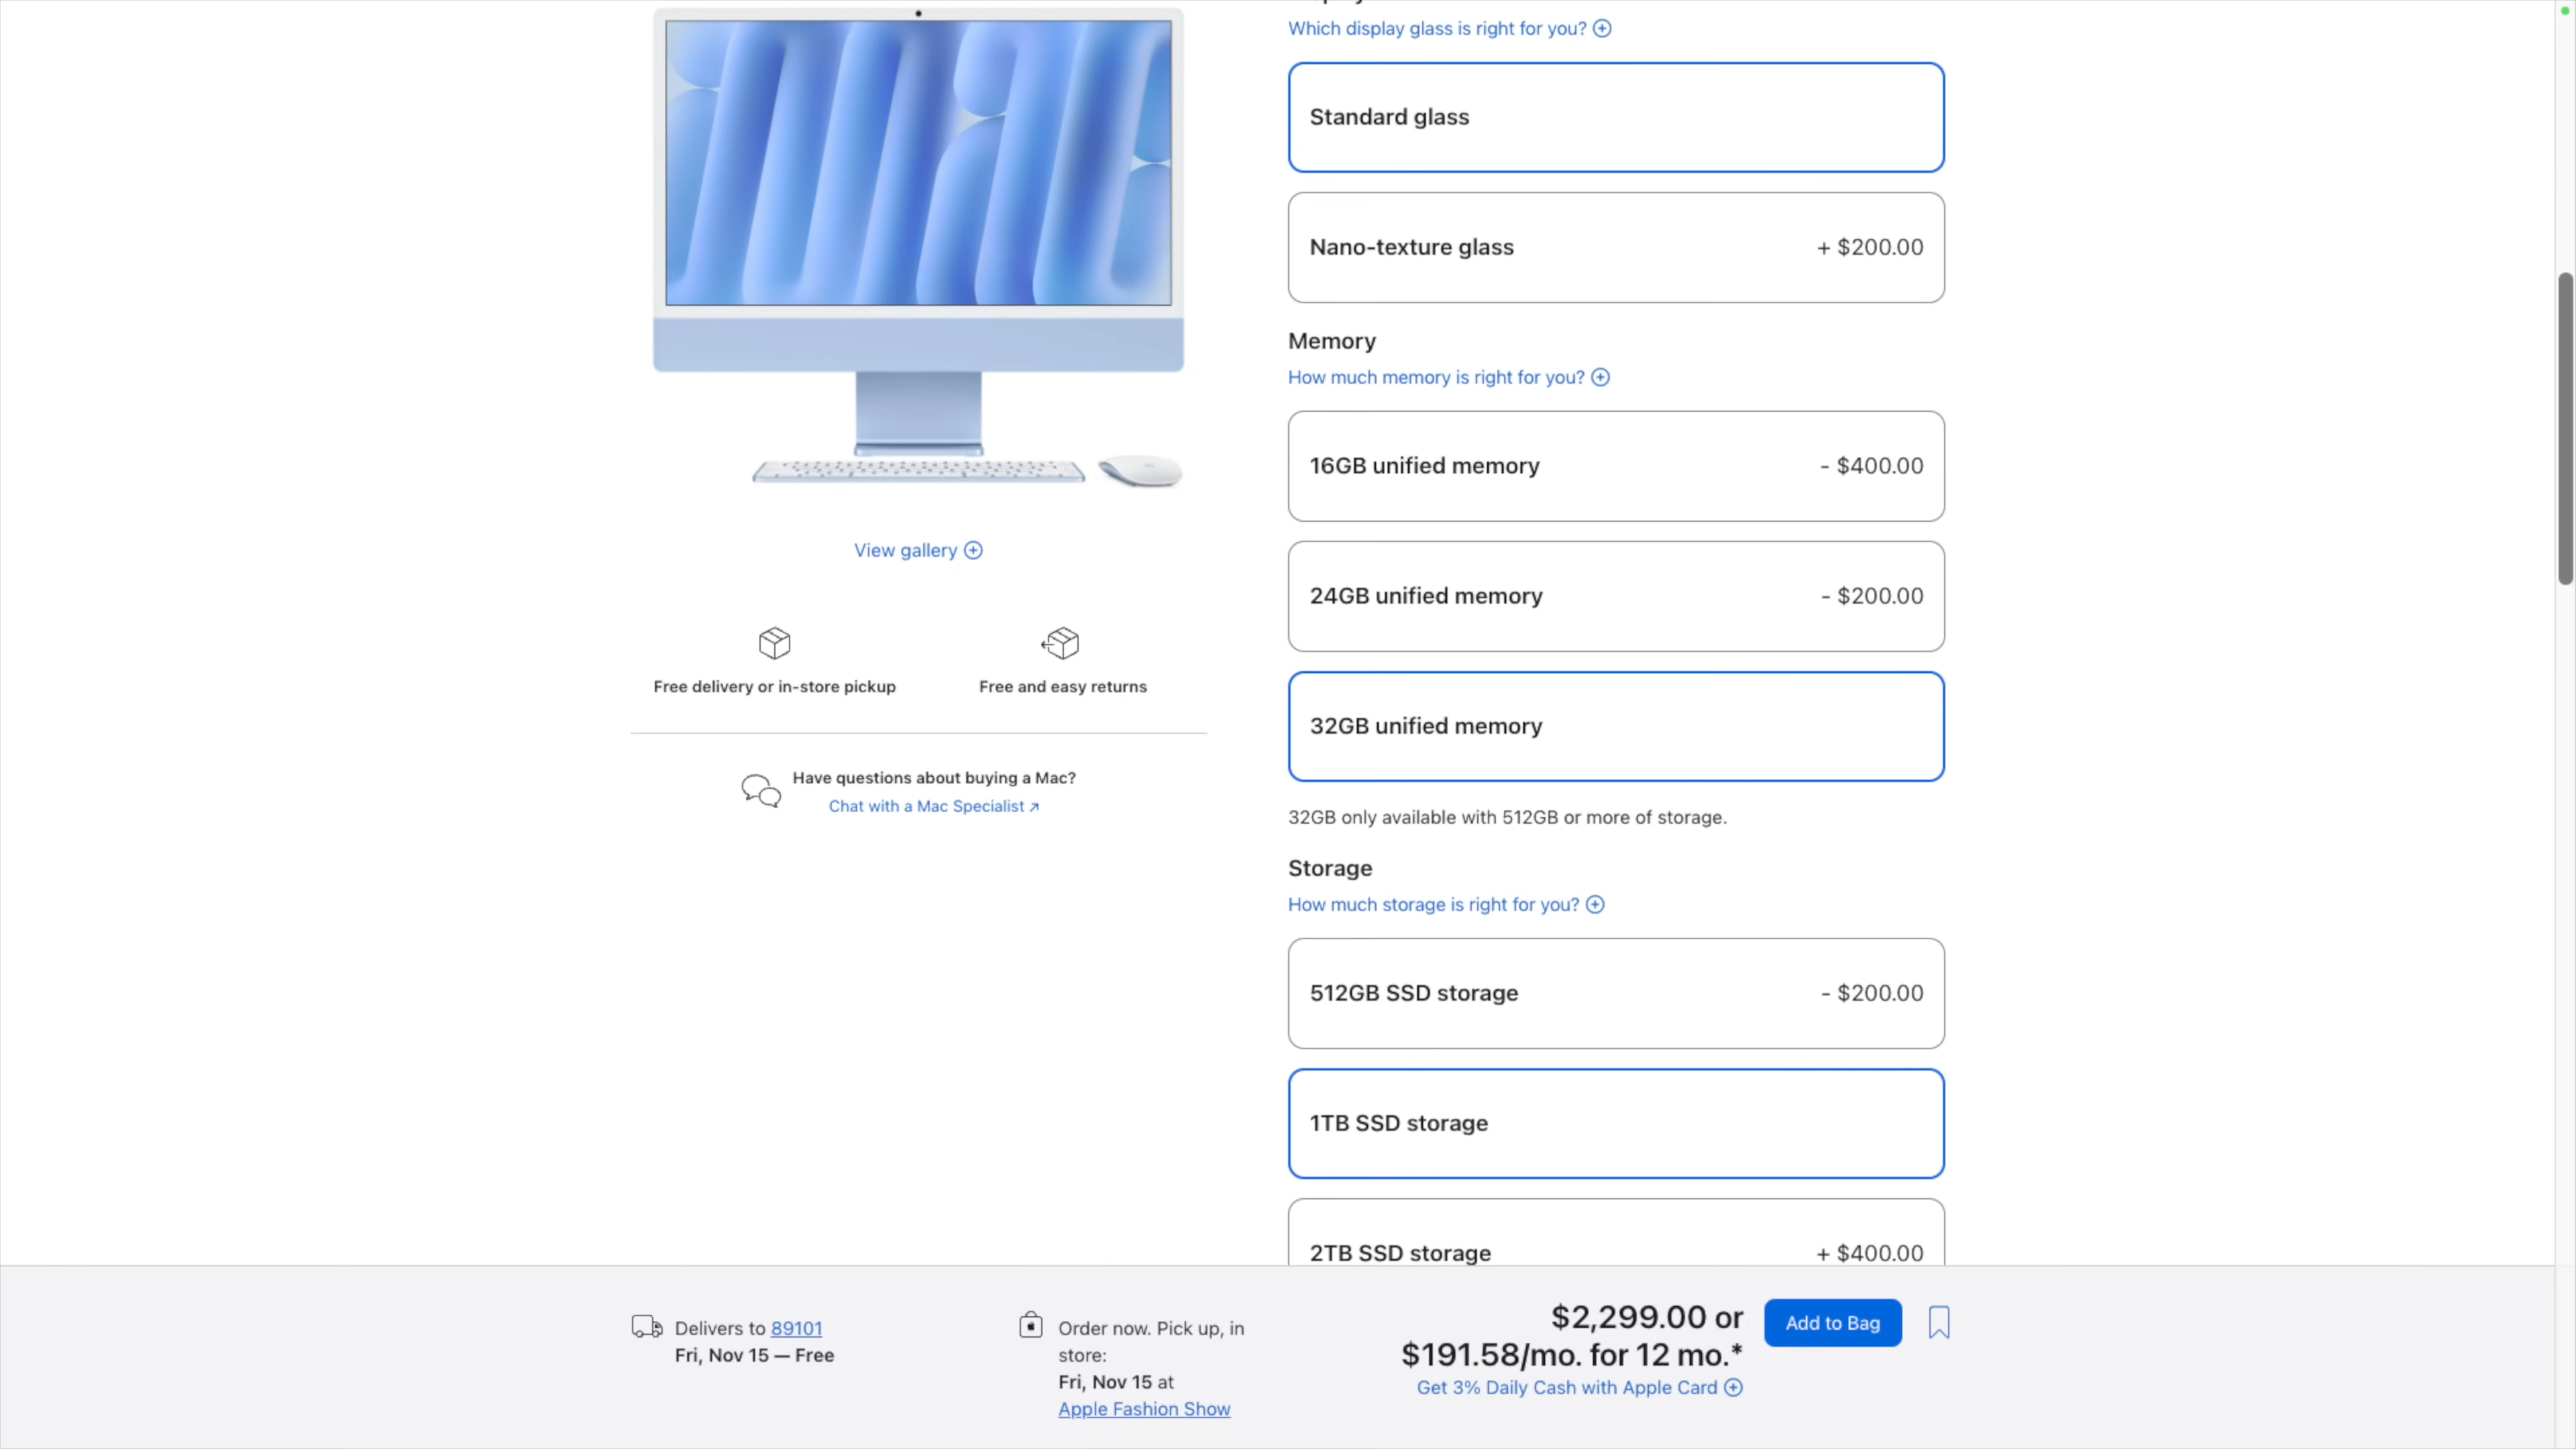 Which display glass is right for you?
Standard glass
Nano-texture glass + $200.00
Memory
How much memory is right for you?
16GB unified memory - $400.00
24GB unified memory - $200.00
32GB unified memory
32GB only available with 512GB or more of storage.
Storage
How much storage is right for you?
512GB SSD storage - $200.00
1TB SSD storage
2TB SSD storage + $400.00
View gallery
Free delivery or in-store pickup
Free and easy returns
Have questions about buying a Mac?
Chat with a Mac Specialist ↗
Delivers to 89101
Fri, Nov 15 — Free
Order now. Pick up, in
store:
Fri, Nov 15 at
Apple Fashion Show
$2,299.00 or
$191.58/mo. for 12 mo.*
Get 3% Daily Cash with Apple Card
Add to Bag